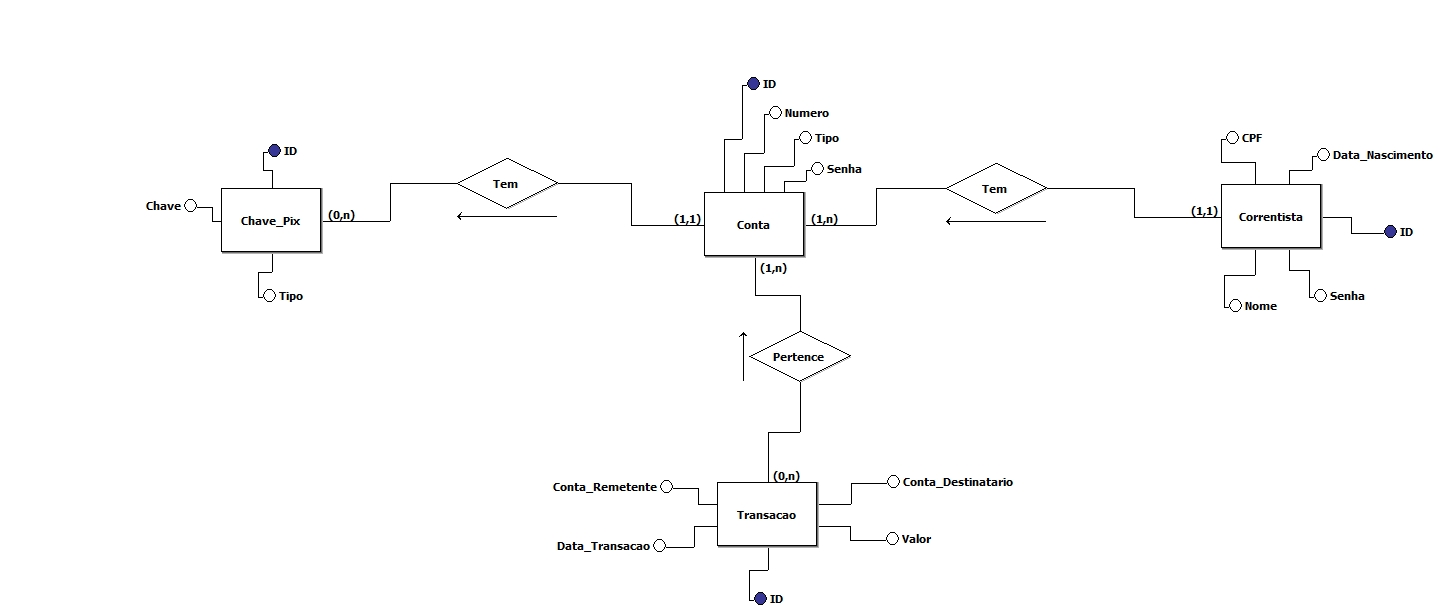 ID
Numero
Tipo
Senha
CPF
Data_Nascimento
ID
Chave
Tem
Tem
(0,n)
(1,1)
(1,n)
(1,1)
Chave_Pix
Conta
Correntista
ID
(1,n)
Tipo
Nome
Senha
Pertence
(0,n)
Conta_Remetente
Conta_Destinatario
Transacao
Data_Transacao
Valor
ID